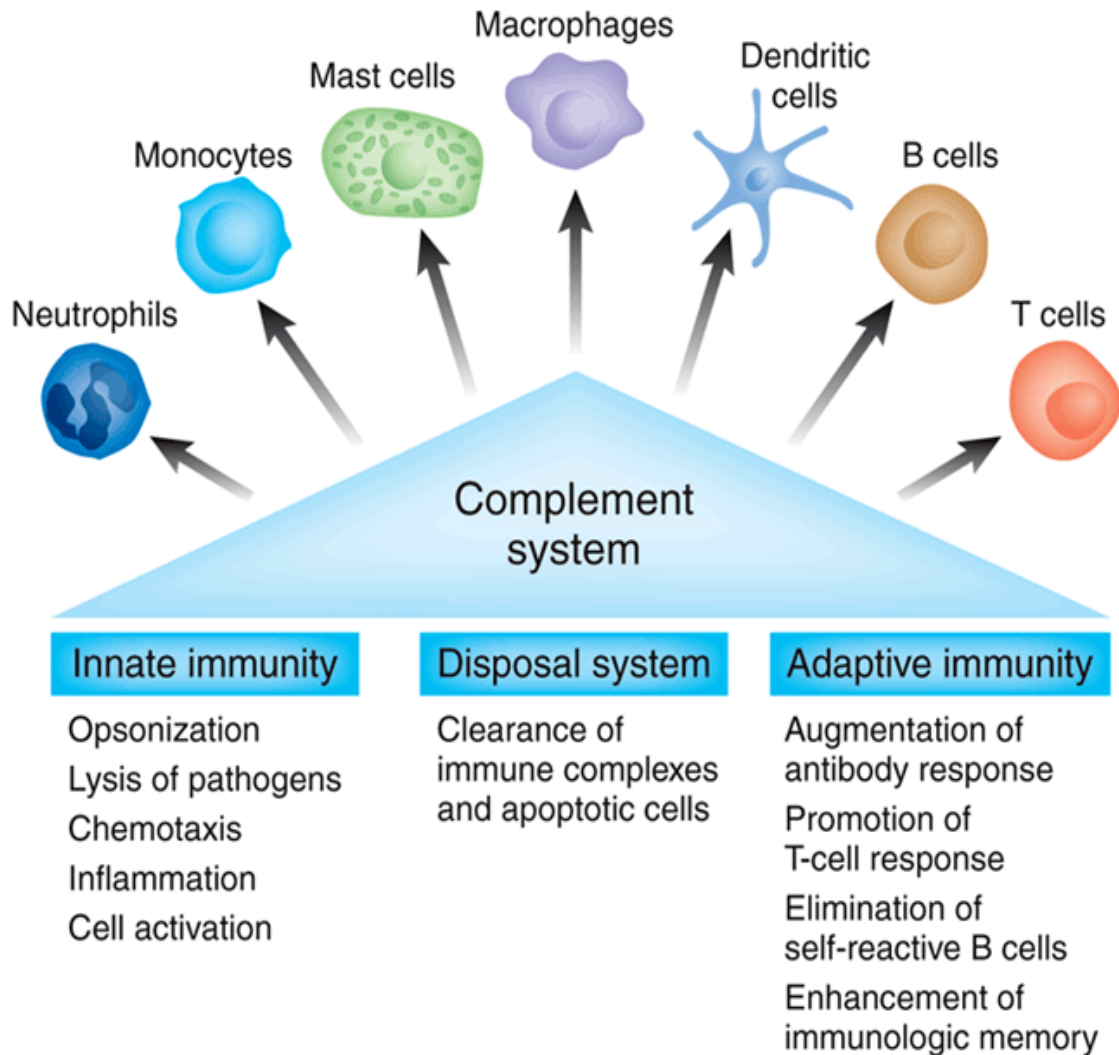 Macrophages
Mast cells
Dendritic
cells
Monocytes
B cells
Neutrophils
T cells
Complement
system
Innate immunity
Opsonization
Lysis of pathogens
Chemotaxis
Inflammation
Cell activation
Disposal system
Clearance of
immune complexes
and apoptotic cells
Adaptive immunity
Augmentation of
antibody response
Promotion of
T-cell response
Elimination of
self-reactive B cells
Enhancement of
immunologic memory